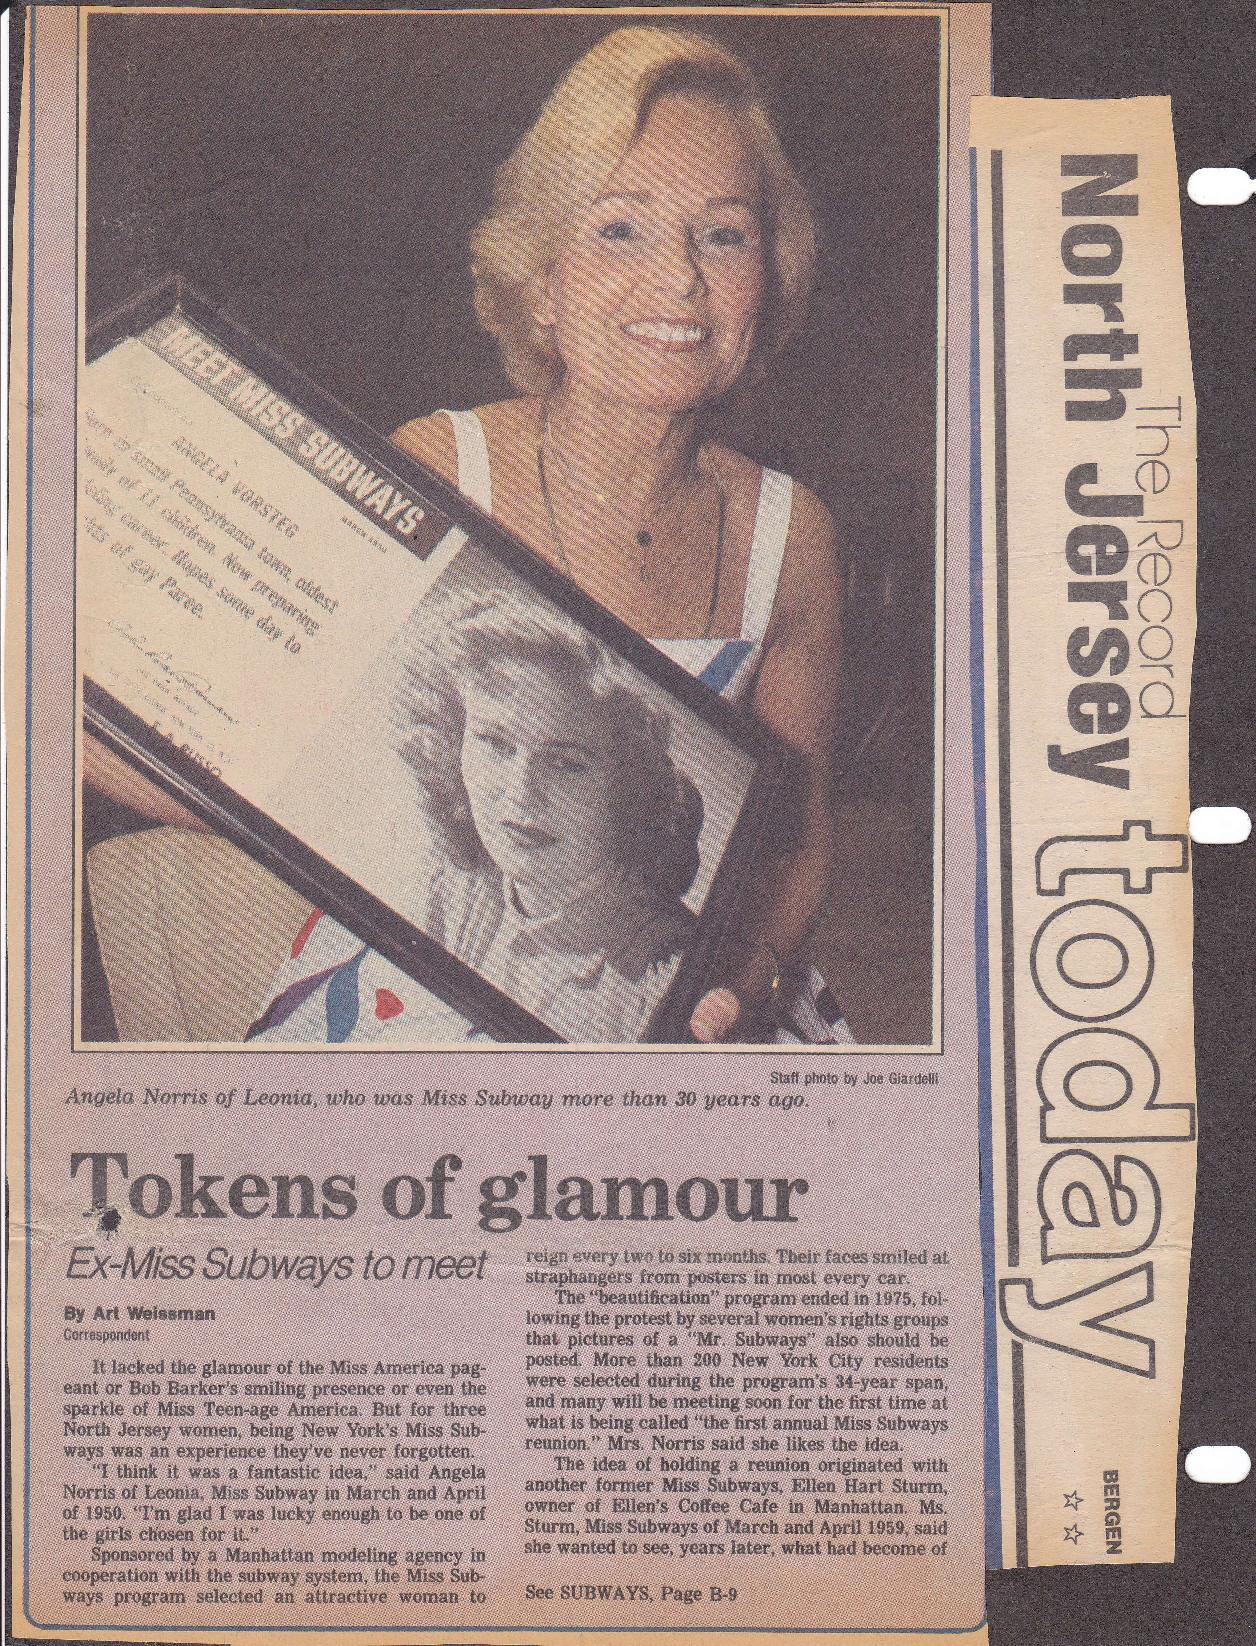 MEET MISS SUBWAYS
MARCH 1950
ANGELA VORSTEG
small Pennsylvania town, oldest
of 11 children. Now preparing
career. Hopes some day to
of gay Paree.
The Record
North Jersey today
BERGEN
Staff photo by Joe Giardelli
Angela Norris of Leonia, who was Miss Subway more than 30 years ago.
Tokens of glamour
Ex-Miss Subways to meet
By Art Weissman
Correspondent
It lacked the glamour of the Miss America pag-
eant or Bob Barker's smiling presence or even the
sparkle of Miss Teen-age America. But for three
North Jersey women, being New York's Miss Sub-
ways was an experience they've never forgotten.
"I think it was a fantastic idea," said Angela
Norris of Leonia, Miss Subway in March and April
of 1950. "I'm glad I was lucky enough to be one of
the girls chosen for it."
Sponsored by a Manhattan modeling agency in
cooperation with the subway system, the Miss Sub-
ways program selected an attractive woman to
reign every two to six months. Their faces smiled at
straphangers from posters in most every car.
The "beautification" program ended in 1975, fol-
lowing the protest by several women's rights groups
that pictures of a "Mr. Subways" also should be
posted. More than 200 New York City residents
were selected during the program's 34-year span,
and many will be meeting soon for the first time at
what is being called "the first annual Miss Subways
reunion." Mrs. Norris said she likes the idea.
The idea of holding a reunion originated with
another former Miss Subways, Ellen Hart Sturm,
owner of Ellen's Coffee Cafe in Manhattan. Ms.
Sturm, Miss Subways of March and April 1959, said
she wanted to see, years later, what had become of
See SUBWAYS, Page B-9